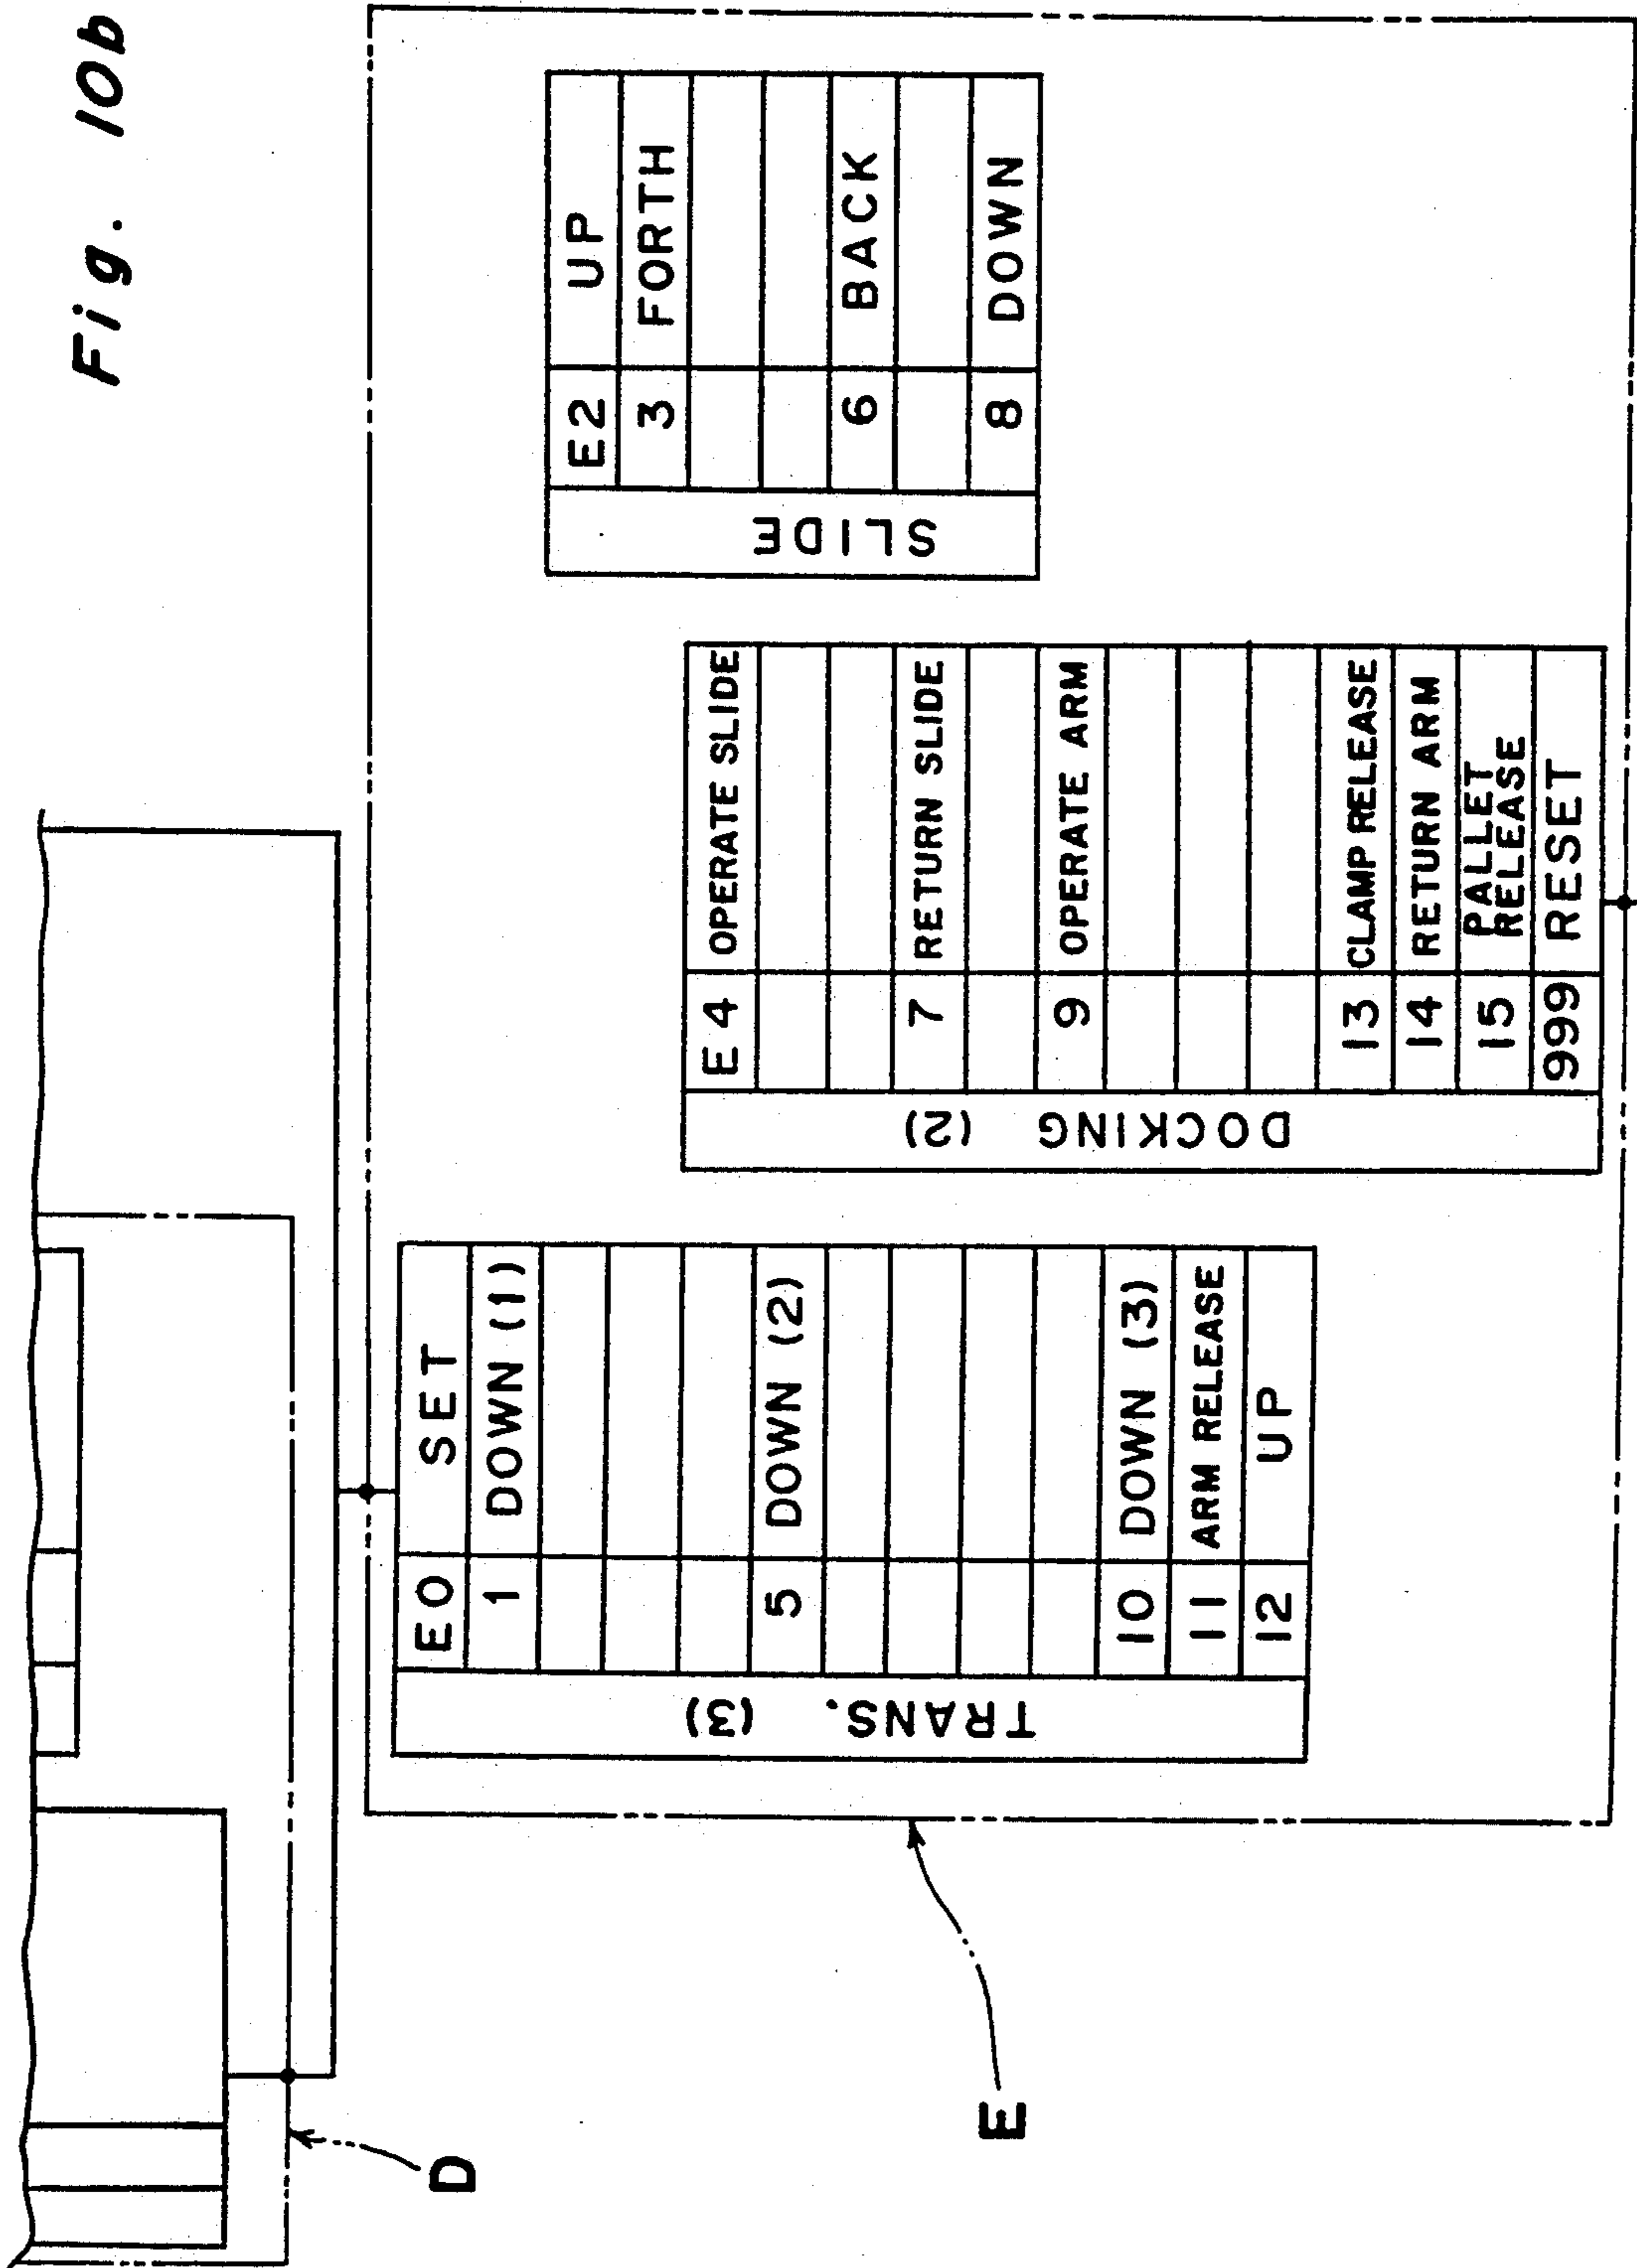 Fig. 10b
D
E
TRANS. (3)
E0 SET
1 DOWN (1)
5 DOWN (2)
10 DOWN (3)
11 ARM RELEASE
12 UP
DOCKING (2)
E4 OPERATE SLIDE
7 RETURN SLIDE
9 OPERATE ARM
13 CLAMP RELEASE
14 RETURN ARM
15 PALLET
RELEASE
999 RESET
SLIDE
E2 UP
3 FORTH
6 BACK
8 DOWN